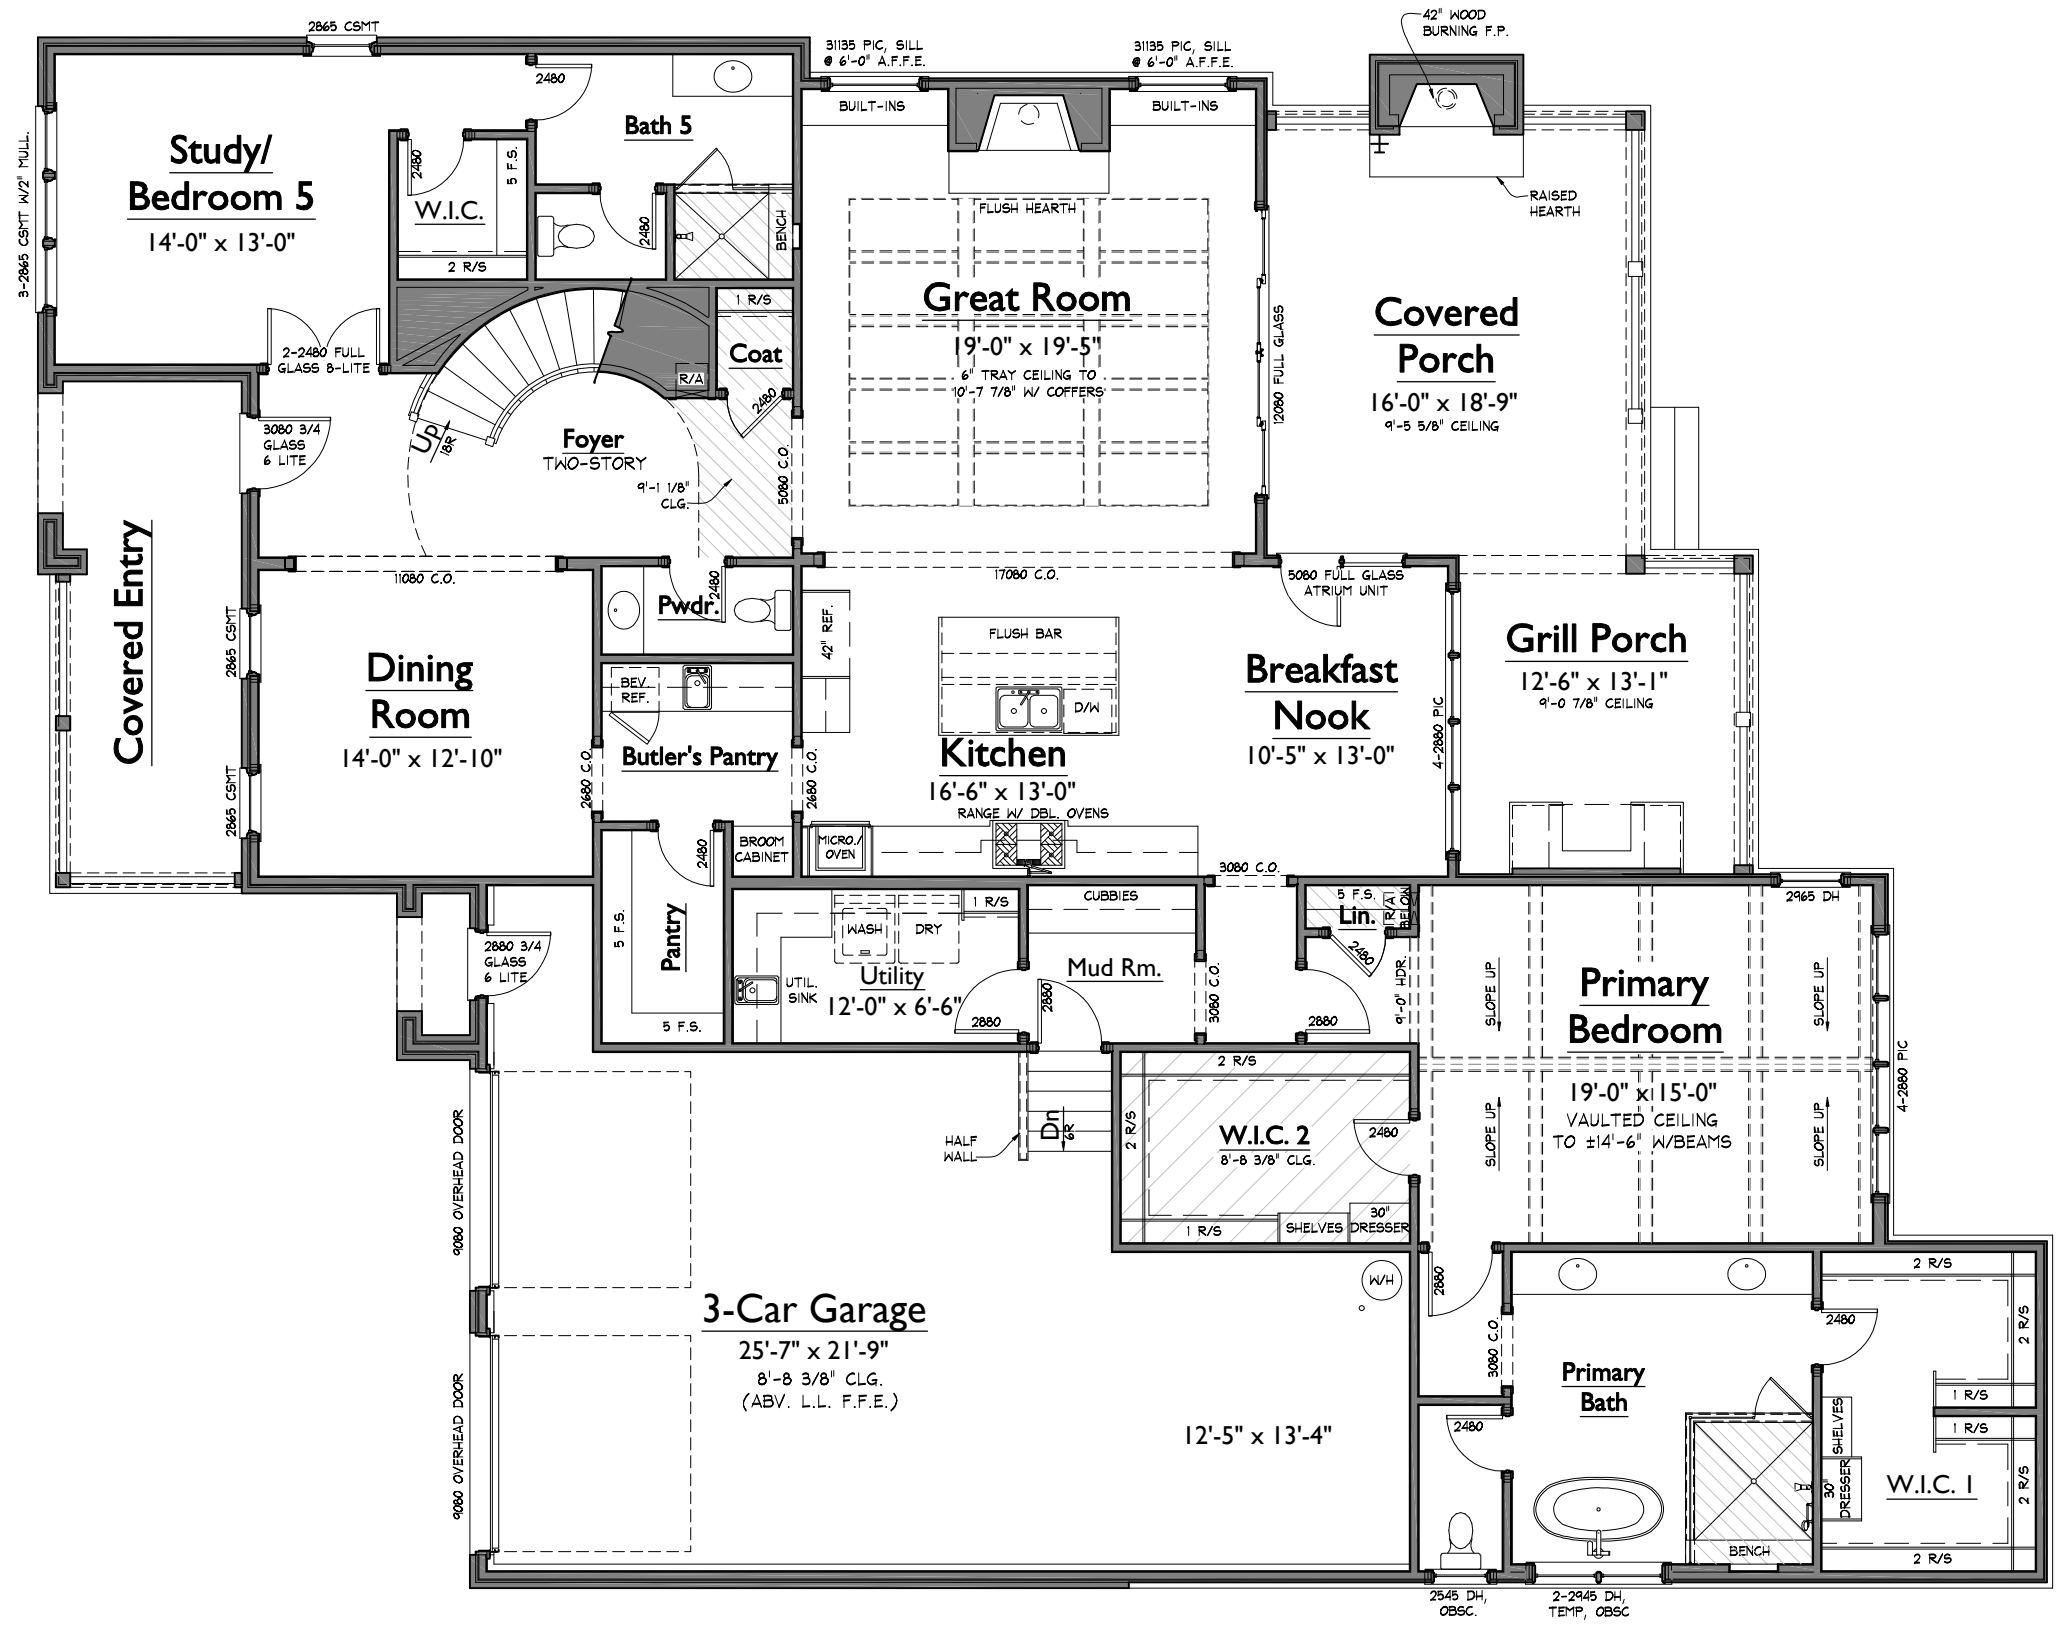 2865 CSMT
42" WOOD
BURNING F.P.
31135 PIC, SILL
@ 6'-0" A.F.F.E.
31135 PIC, SILL
@ 6'-0" A.F.F.E.
2480
BUILT-INS
BUILT-INS
Bath 5
3-2865 CSMT W/2" MULL.
Study/
Bedroom 5
14'-0" x 13'-0"
2480
5 F.S.
W.I.C.
2 R/S
2480
BENCH
FLUSH HEARTH
RAISED
HEARTH
Great Room
19'-0" x 19'-5"
6" TRAY CEILING TO
10'-7 7/8" W/ COFFERS
12080 FULL GLASS
Covered
Porch
16'-0" x 18'-9"
9'-5 5/8" CEILING
1 R/S
Coat
R/A
2480
2-2480 FULL
GLASS 8-LITE
3080 3/4
GLASS
6 LITE
Up
18R
Foyer
TWO-STORY
9'-1 1/8"
CLG.
5080 C.O.
Covered Entry
11080 C.O.
17080 C.O.
5080 FULL GLASS
ATRIUM UNIT
2480
Pwdr.
42" REF.
FLUSH BAR
2865 CSMT
Dining
Room
14'-0" x 12'-10"
BEV.
REF.
D/W
Breakfast
Nook
10'-5" x 13'-0"
4-2880 PIC
Grill Porch
12'-6" x 13'-1"
9'-0 7/8" CEILING
2865 CSMT
2680 C.O.
Butler's Pantry
2680 C.O.
Kitchen
16'-6" x 13'-0"
RANGE W/ DBL. OVENS
2480
BROOM
CABINET
MICRO./
OVEN
3080 C.O.
2880 3/4
GLASS
6 LITE
5 F.S.
Pantry
5 F.S.
WASH
DRY
1 R/S
UTIL.
SINK
Utility
12'-0" x 6'-6"
2880
CUBBIES
Mud Rm.
2880
3080 C.O.
5 F.S.
Lin.
R/A
BELOW
2480
2880
9'-0" HDR.
2965 DH
SLOPE UP
SLOPE UP
Primary
Bedroom
19'-0" x 15'-0"
VAULTED CEILING
TO ±14'-6" W/BEAMS
SLOPE UP
SLOPE UP
4-2880 PIC
9080 OVERHEAD DOOR
HALF
WALL
Dn
6R
2 R/S
2 R/S
W.I.C. 2
8'-8 3/8" CLG.
2480
1 R/S
SHELVES
30"
DRESSER
W/H
2880
3-Car Garage
25'-7" x 21'-9"
8'-8 3/8" CLG.
(ABV. L.L. F.F.E.)
12'-5" x 13'-4"
9080 OVERHEAD DOOR
3080 C.O.
Primary
Bath
2480
2480
2 R/S
2 R/S
1 R/S
1 R/S
SHELVES
30"
DRESSER
W.I.C. 1
2 R/S
2 R/S
BENCH
2545 DH,
OBSC.
2-2945 DH,
TEMP, OBSC